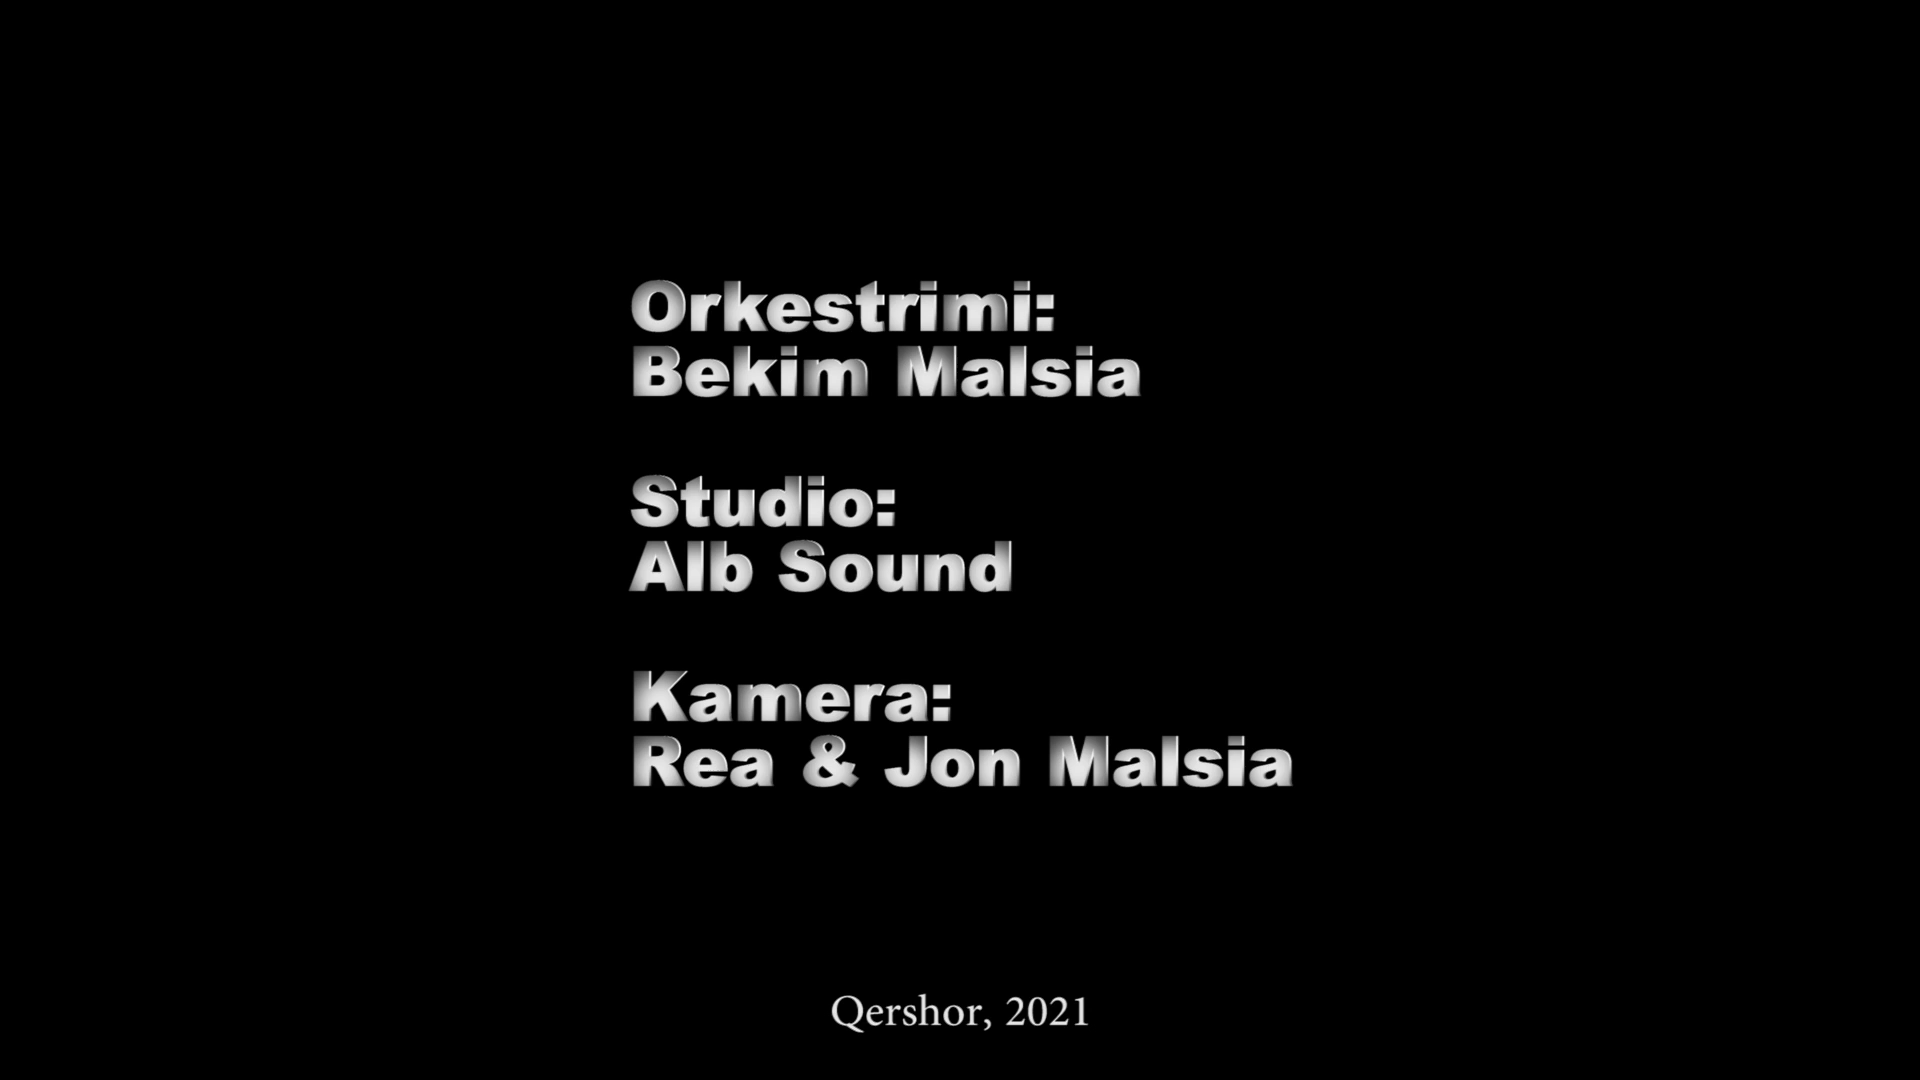 Orkestrimi:
Bekim Malsia
Studio:
Alb Sound
Kamera:
Rea & Jon Malsia
Qershor, 2021